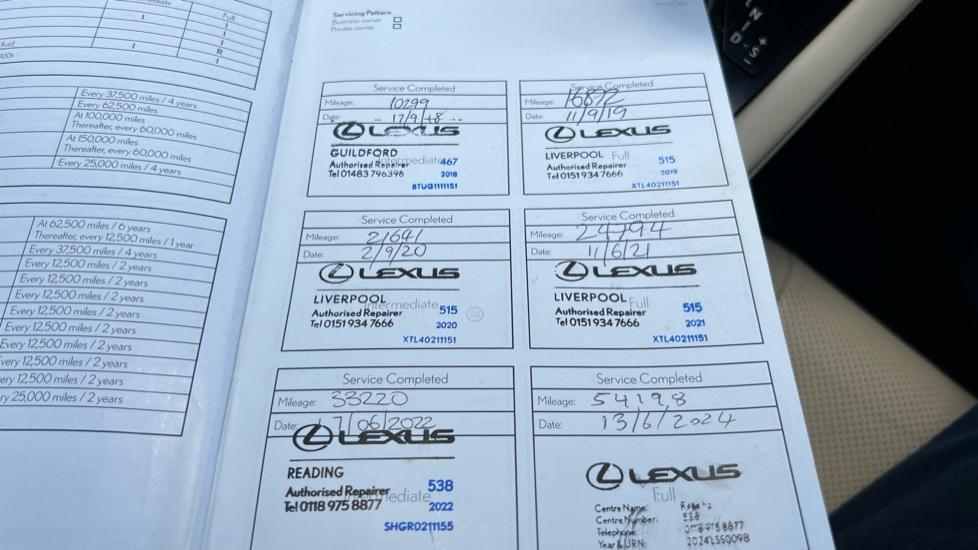 Full
I
I
I
R
I
I
I
fluid
Every 37,500 miles / 4 years
Every 62,500 miles
At 100,000 miles
Thereafter, every 60,000 miles
At 150,000 miles
Thereafter, every 60,000 miles
Every 25,000 miles / 4 years
At 62,500 miles / 6 years
Thereafter, every 12,500 miles / 1 year
Every 37,500 miles / 4 years
Every 12,500 miles / 2 years
Every 12,500 miles / 2 years
Every 12,500 miles / 2 years
Every 12,500 miles / 2 years
Every 12,500 miles / 2 years
Every 12,500 miles / 2 years
very 12,500 miles / 2 years
ery 12,500 miles / 2 years
ry 25,000 miles / 2 years
Servicing Pattern
Business owner
Private owner
Service Completed
Mileage: 10299
Date: 17/9/18
LEXUS
GUILDFORD
Intermediate 467
Authorised Repairer
Tel 01483 796396 2018
BTUG1111151
Service Completed
Mileage: 16872
Date: 11/9/19
LEXUS
LIVERPOOL Full 515
Authorised Repairer
Tel 0151 934 7666 2019
XTL40211151
Service Completed
Mileage: 21641
Date: 2/9/20
LEXUS
LIVERPOOL
Intermediate 515
Authorised Repairer
Tel 0151 934 7666 2020
XTL40211151
Service Completed
Mileage: 24794
Date: 11/6/21
LEXUS
LIVERPOOL Full
Authorised Repairer 515
Tel 0151 934 7666 2021
XTL40211151
Service Completed
Mileage: 33220
Date: 17/06/2022
LEXUS
READING
Authorised Repairer 538
Intermediate
Tel 0118 975 8877 2022
SHGR0211155
Service Completed
Mileage: 54198
Date: 13/6/2024
LEXUS
Full
Centre Name:
Centre Number:
Telephone:
Year & URN: 2024LSS0098